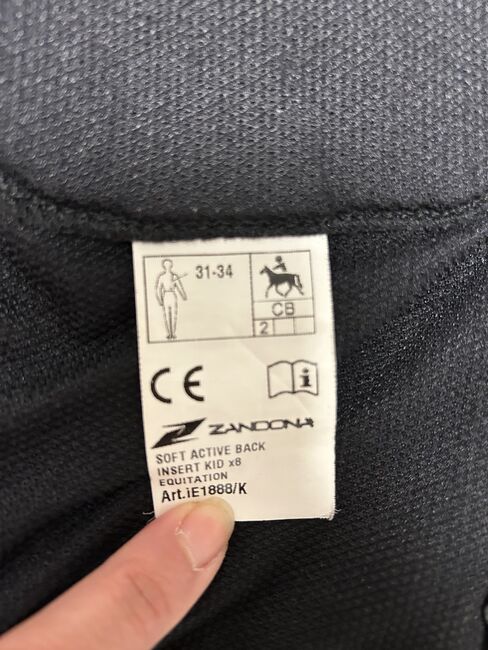 31-34
CB
2
CE
i
ZANDONA
SOFT ACTIVE BACK
INSERT KID x8
EQUITATION
Art.iE1888/K